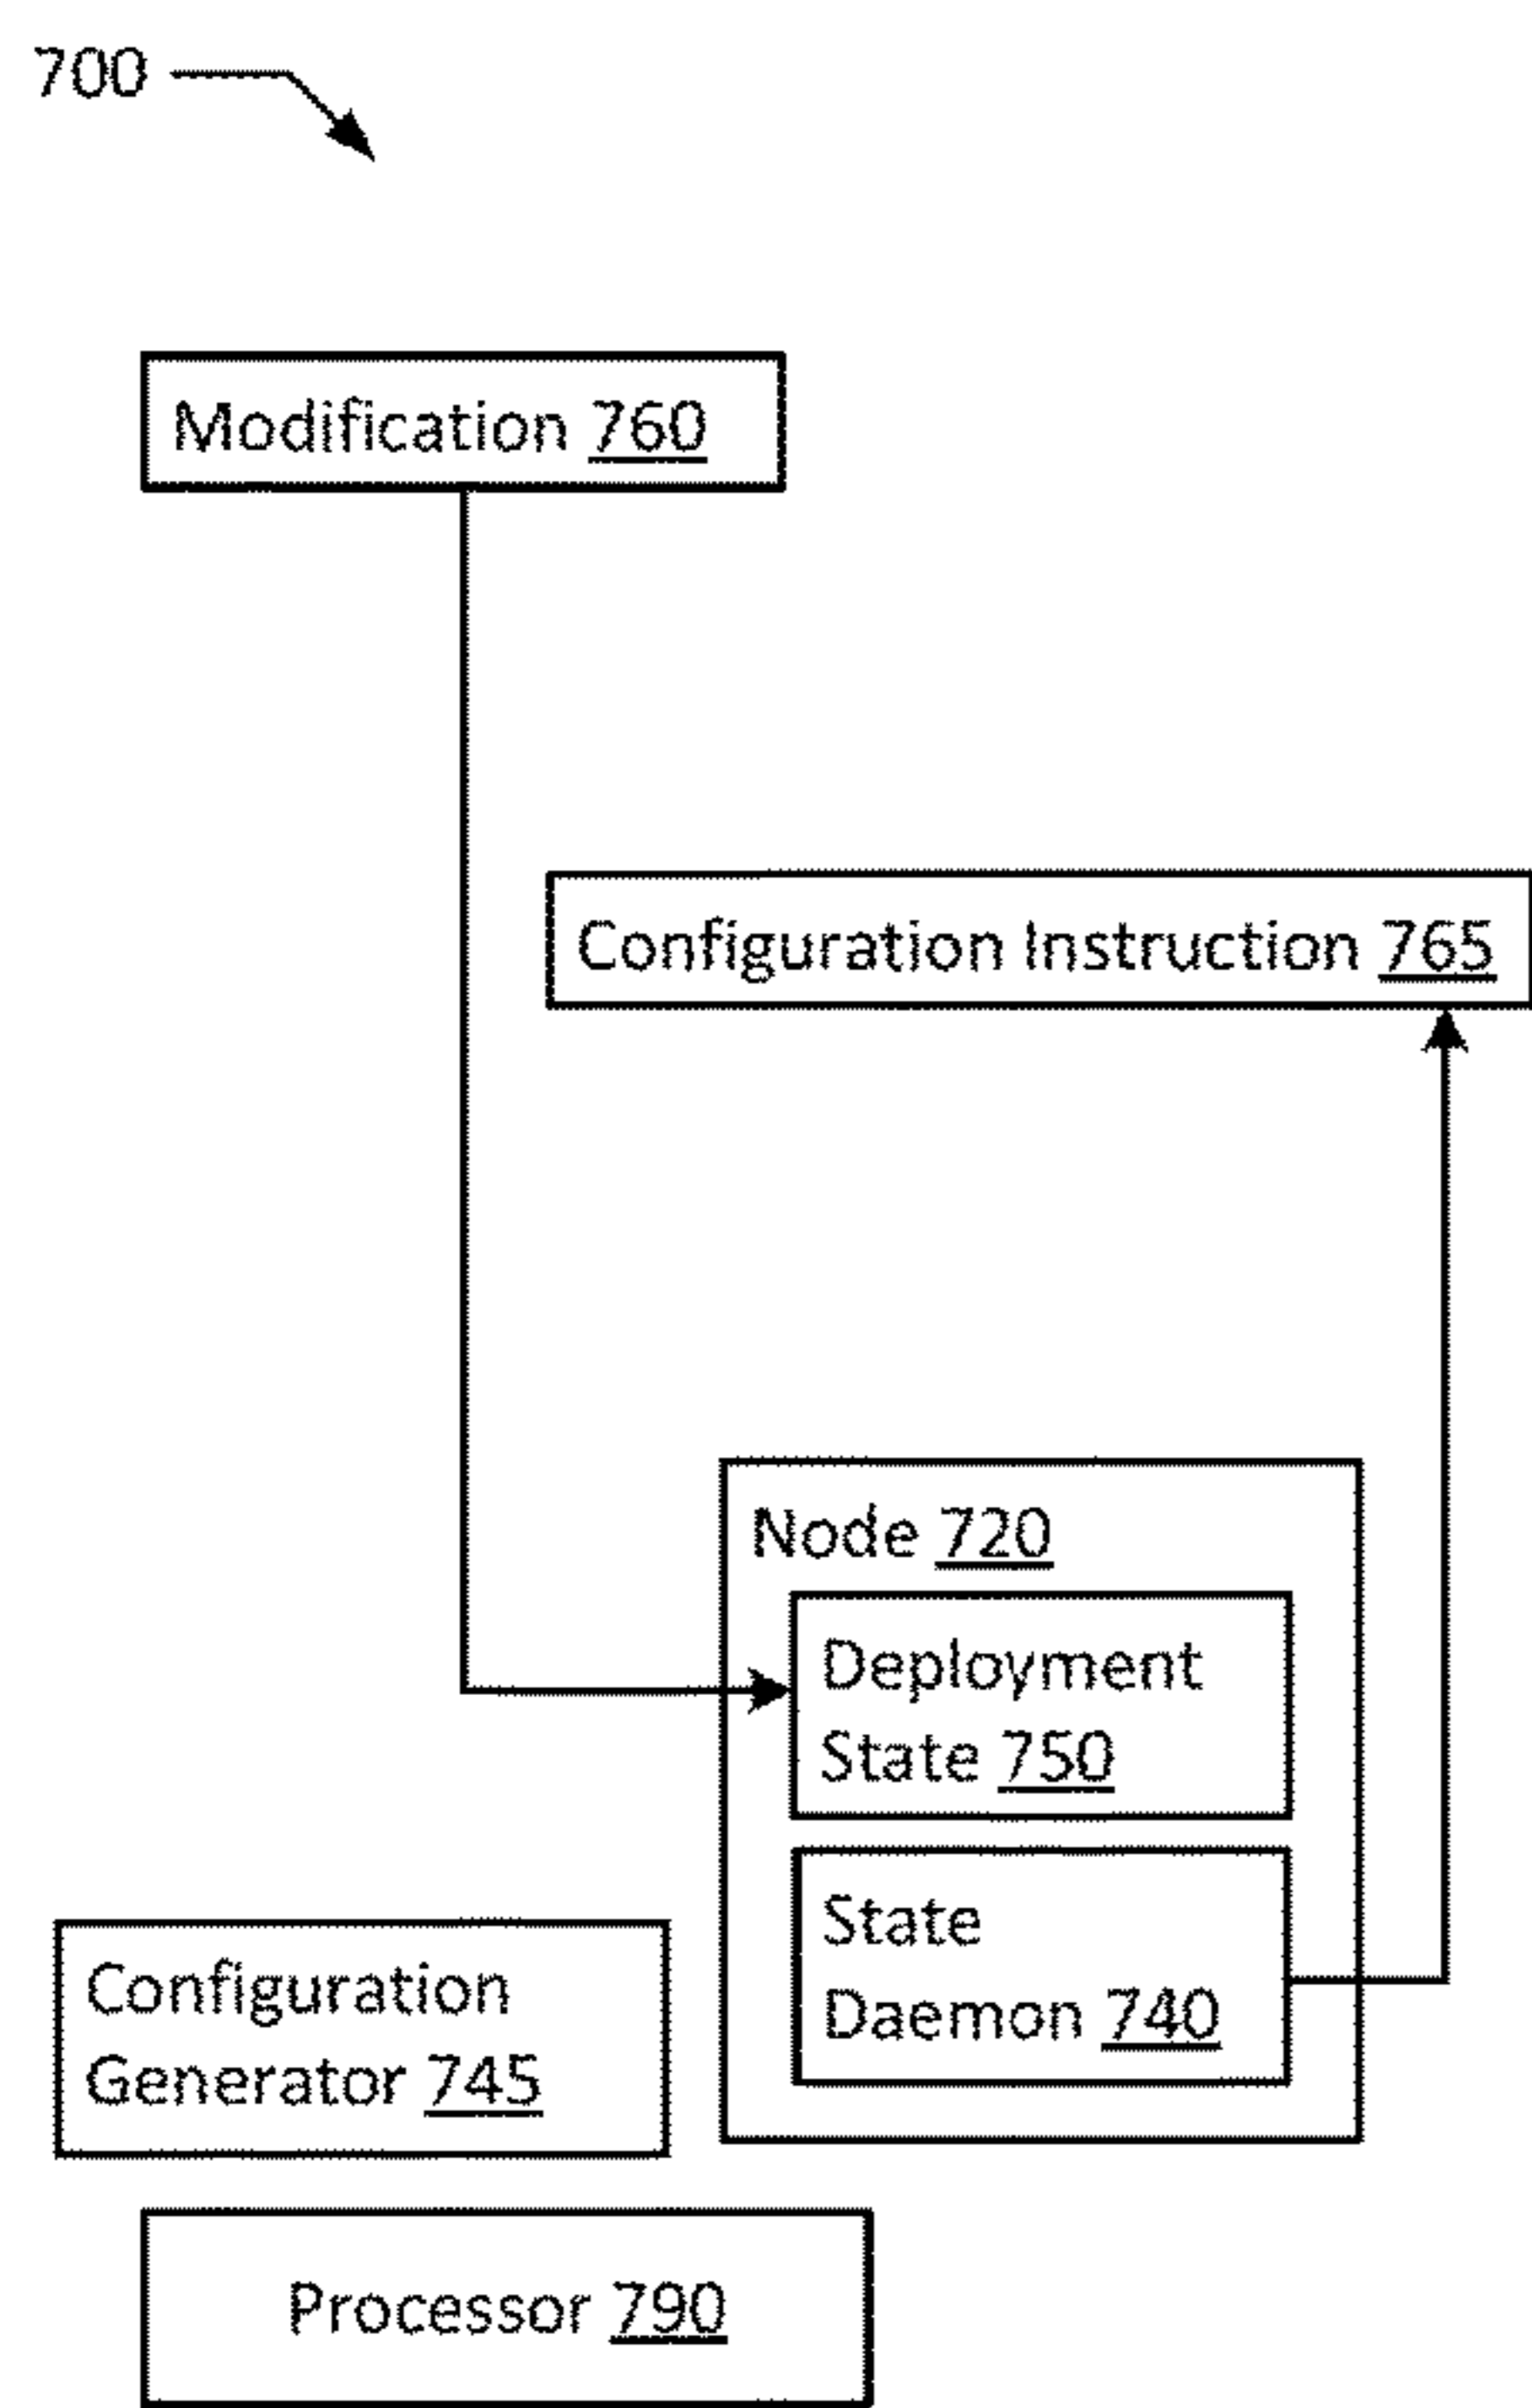 700
Modification 760
Configuration Instruction 765
Node 720
Deployment
State 750
State
Daemon 740
Configuration
Generator 745
Processor 790